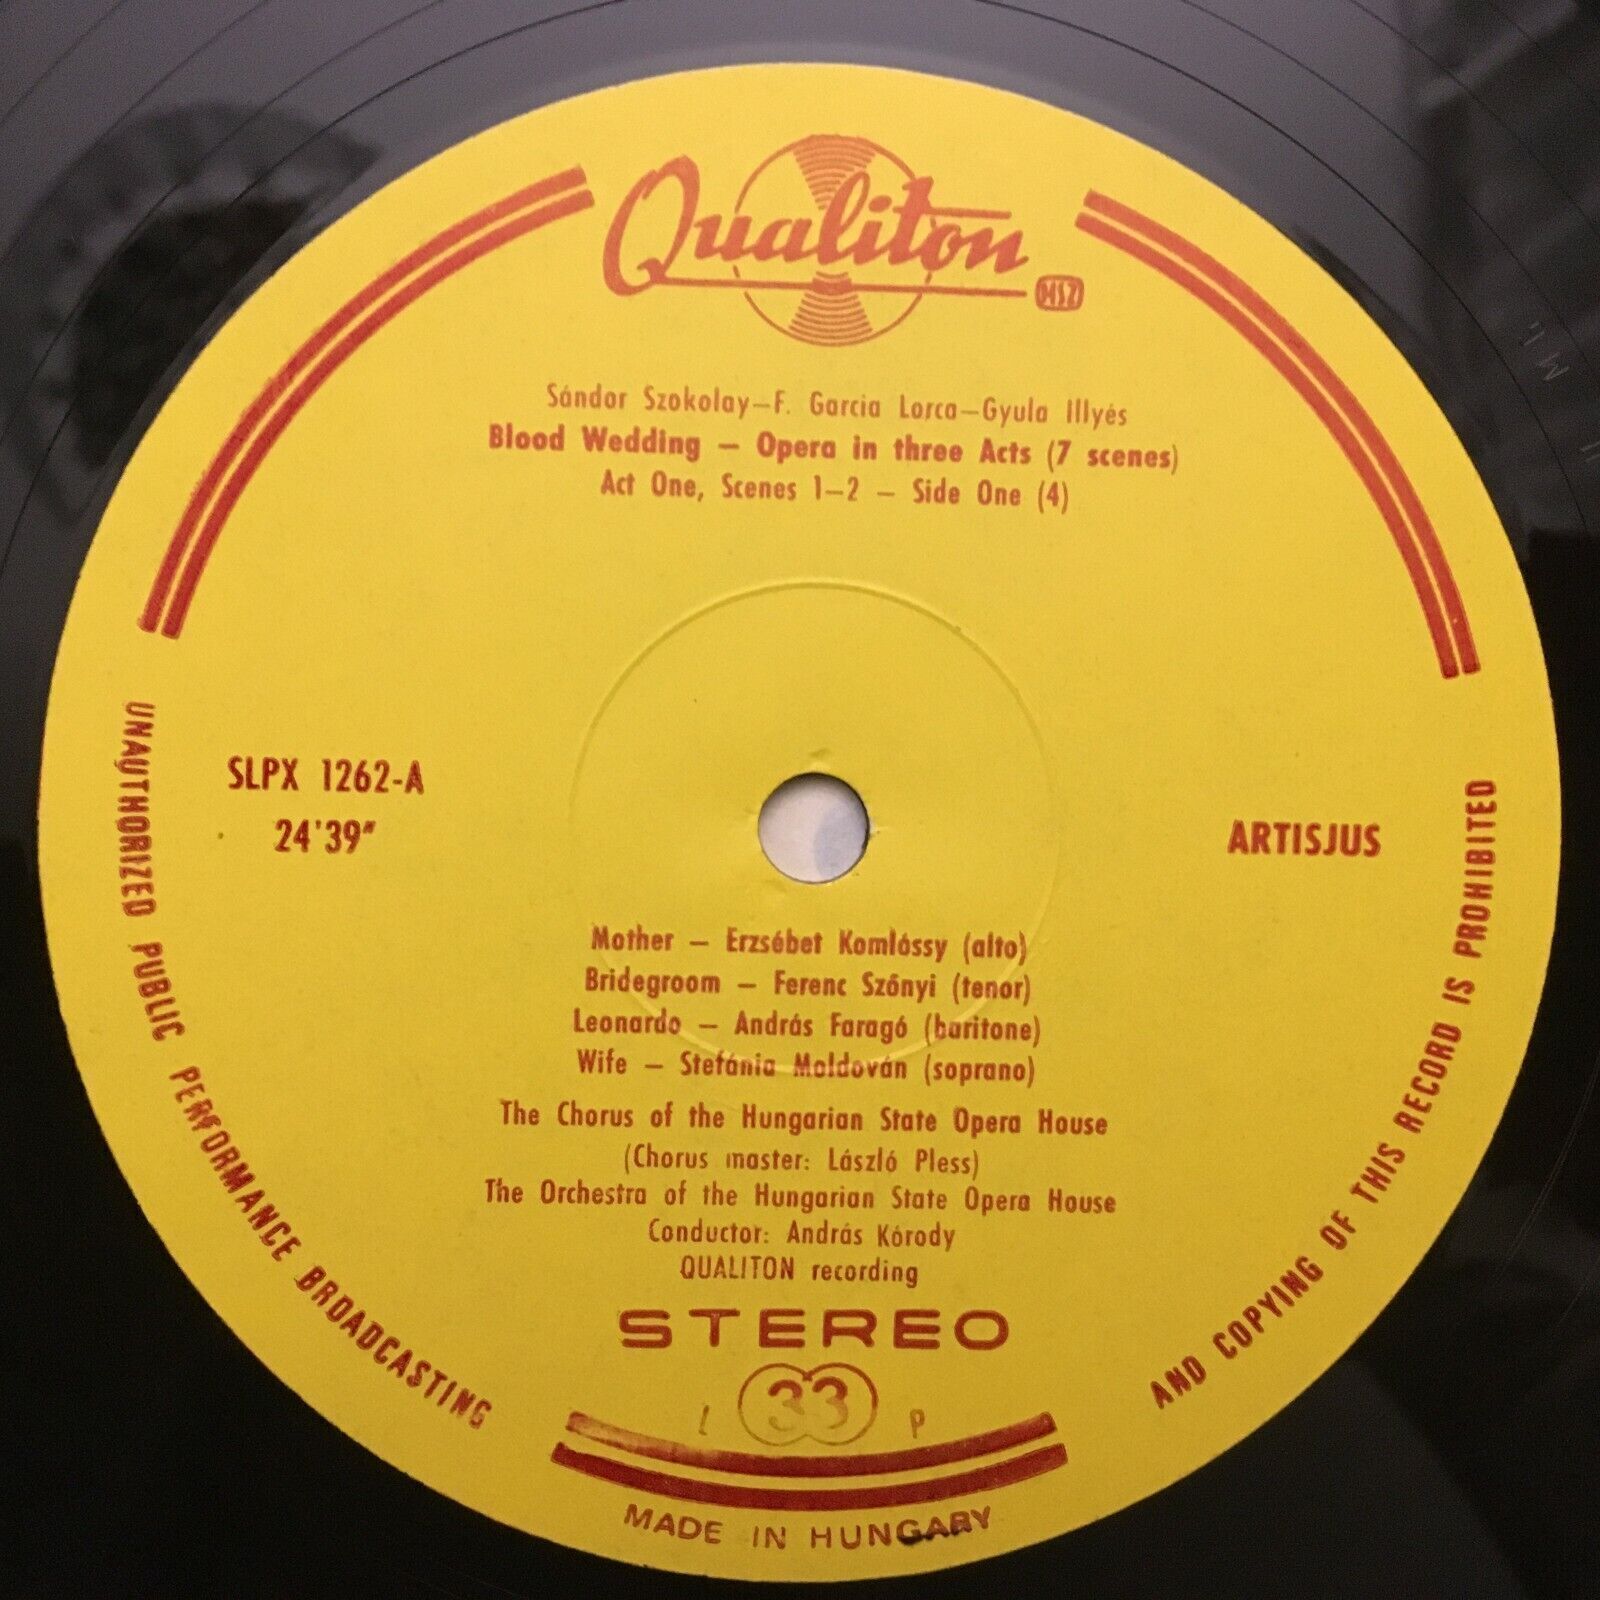 Qualiton
MSZ
Sándor Szokolay–F. Garcia Lorca–Gyula Illyés
Blood Wedding – Opera in three Acts (7 scenes)
Act One, Scenes 1–2 – Side One (4)
SLPX 1262-A
24'39"
ARTISJUS
Mother – Erzsébet Komlóssy (alto)
Bridegroom – Ferenc Szőnyi (tenor)
Leonardo – András Faragó (baritone)
Wife – Stefánia Moldován (soprano)
The Chorus of the Hungarian State Opera House
(Chorus master: László Pless)
The Orchestra of the Hungarian State Opera House
Conductor: András Kórody
QUALITON recording
STEREO
L 33 P
UNAUTHORIZED PUBLIC PERFORMANCE BROADCASTING
AND COPYING OF THIS RECORD IS PROHIBITED
MADE IN HUNGARY